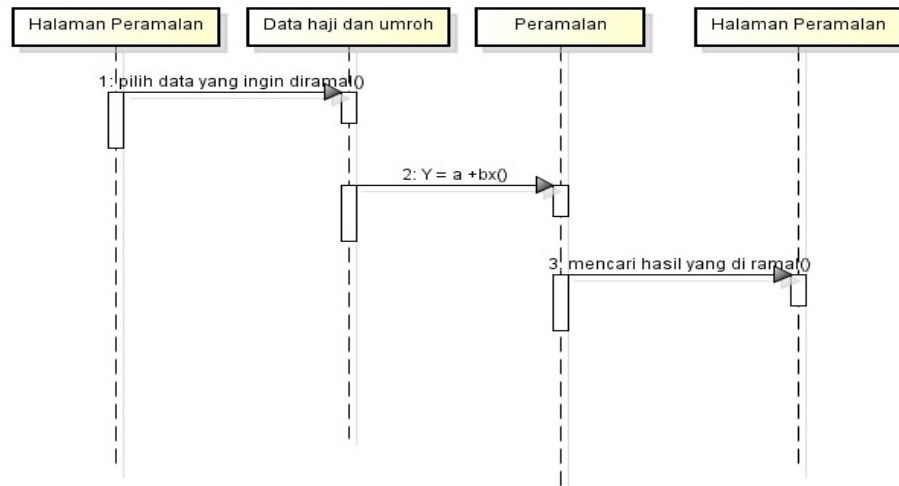 Halaman Peramalan
Data haji dan umroh
Peramalan
Halaman Peramalan
1: pilih data yang ingin diramal()
2: Y = a +bx()
3: mencari hasil yang di ramal()